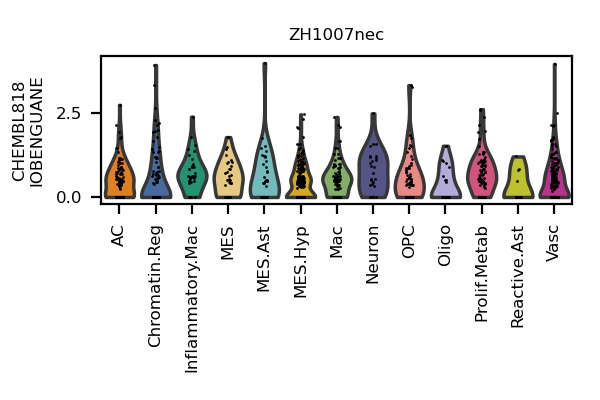 ZH1007nec
CHEMBL818
IOBENGUANE
2.5
0.0
AC
Chromatin.Reg
Inflammatory.Mac
MES
MES.Ast
MES.Hyp
Mac
Neuron
OPC
Oligo
Prolif.Metab
Reactive.Ast
Vasc